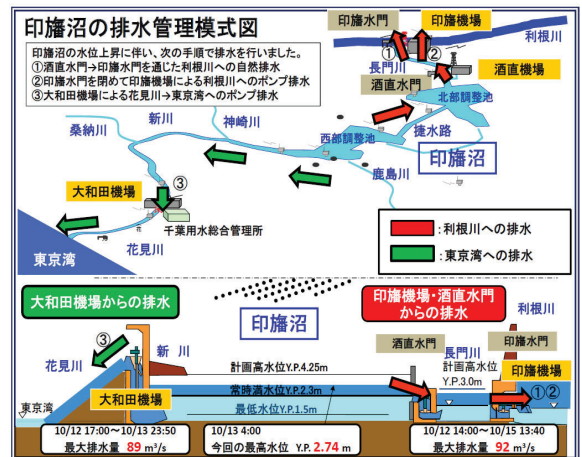 印旛沼の排水管理模式図
印旛沼の水位上昇に伴い、次の手順で排水を行いました。
①酒直水門→印旛水門を通じた利根川への自然排水
②印旛水門を閉めて印旛機場による利根川へのポンプ排水
③大和田機場による花見川→東京湾へのポンプ排水
印旛水門
印旛機場
利根川
①
②
長門川
酒直機場
酒直水門
北部調整池
新川
神崎川
桑納川
西部調整池
捷水路
印旛沼
鹿島川
大和田機場
③
千葉用水総合管理所
花見川
東京湾
:利根川への排水
:東京湾への排水
大和田機場からの排水
印旛沼
印旛機場・酒直水門
からの排水
利根川
③
新川
花見川
酒直水門
長門川
印旛水門
計画高水位Y.P.4.25m
計画高水位
Y.P.3.0m
印旛機場
常時満水位Y.P.2.3m
①②
大和田機場
最低水位Y.P.1.5m
東京湾
10/12 17:00～10/13 23:50
最大排水量 89 m³/s
10/13 4:00
今回の最高水位 Y.P. 2.74 m
10/12 14:00～10/15 13:40
最大排水量 92 m³/s